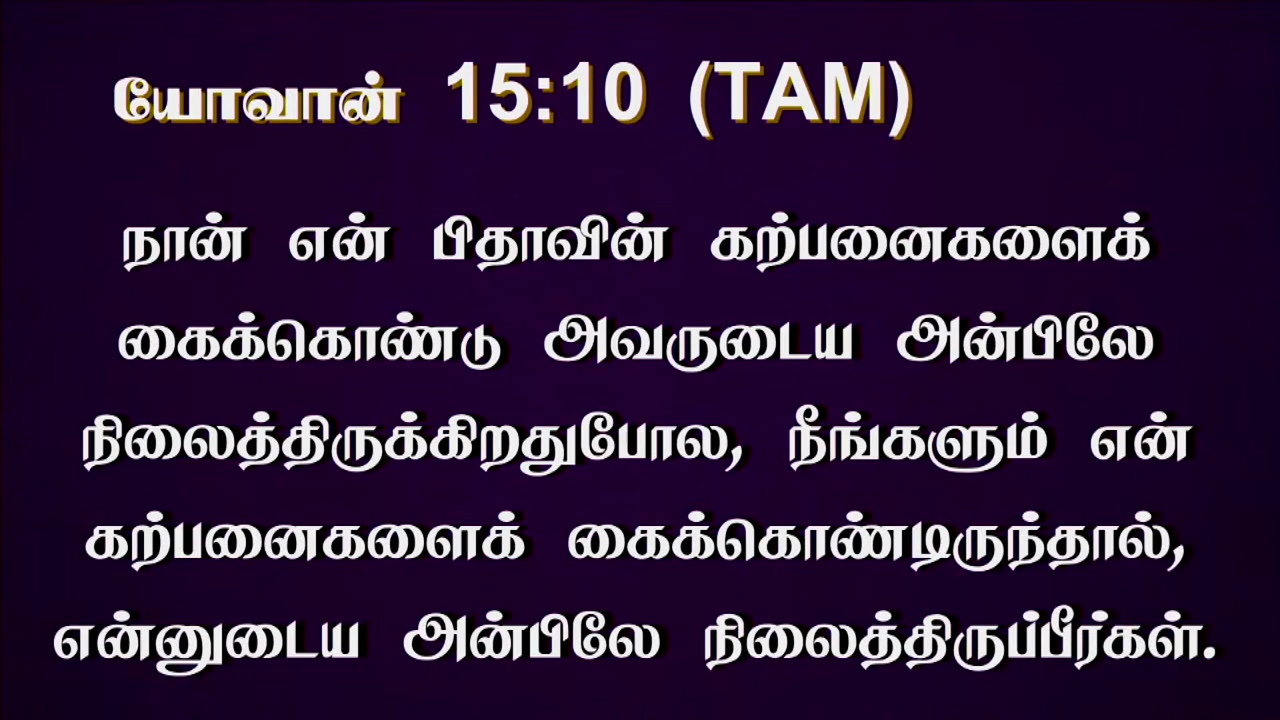 யோவான் 15:10 (TAM)
நான் என் பிதாவின் கற்பனைகளைக்
கைக்கொண்டு அவருடைய அன்பிலே
நிலைத்திருக்கிறதுபோல, நீங்களும் என்
கற்பனைகளைக் கைக்கொண்டிருந்தால்,
என்னுடைய அன்பிலே நிலைத்திருப்பீர்கள்.